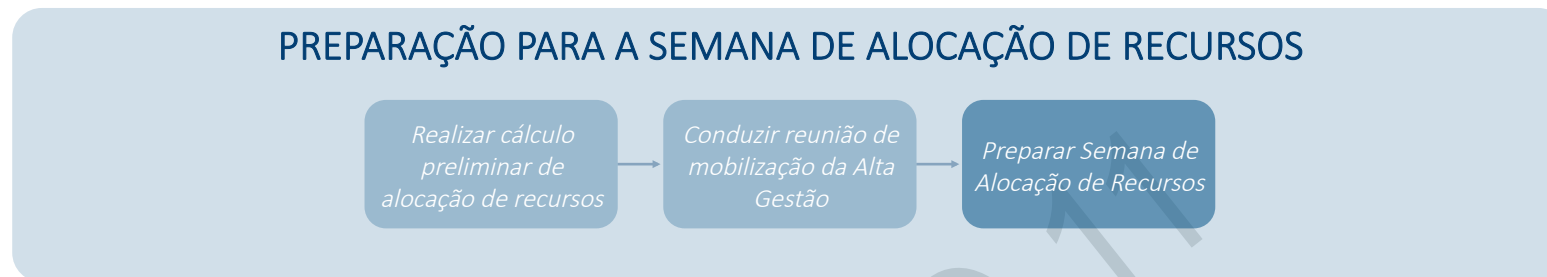 PREPARAÇÃO PARA A SEMANA DE ALOCAÇÃO DE RECURSOS
Realizar cálculo
preliminar de
alocação de recursos
Conduzir reunião de
mobilização da Alta
Gestão
Preparar Semana de
Alocação de Recursos